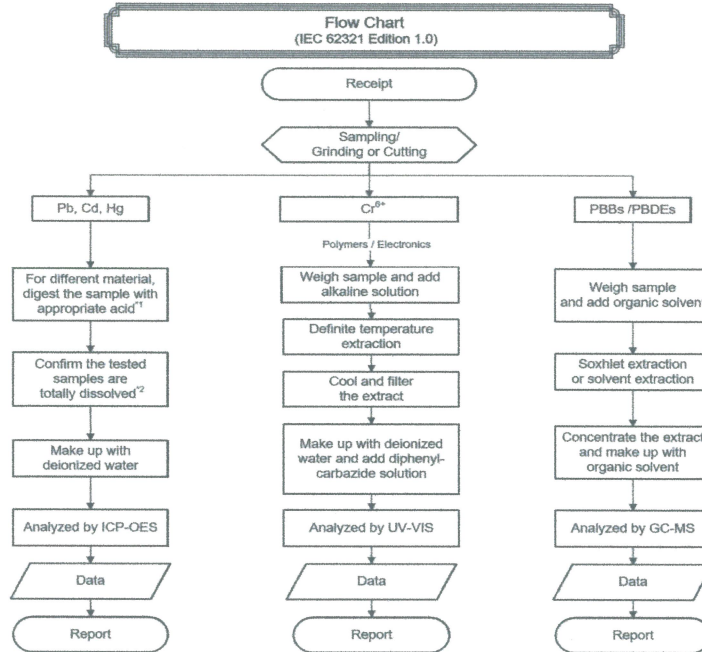 Flow Chart
(IEC 62321 Edition 1.0)
Receipt
Sampling/
Grinding or Cutting
Pb, Cd, Hg
For different material,
digest the sample with
appropriate acid*1
Confirm the tested
samples are
totally dissolved*2
Make up with
deionized water
Analyzed by ICP-OES
Data
Report
Cr6+
Polymers / Electronics
Weigh sample and add
alkaline solution
Definite temperature
extraction
Cool and filter
the extract
Make up with deionized
water and add diphenyl-
carbazide solution
Analyzed by UV-VIS
Data
Report
PBBs /PBDEs
Weigh sample
and add organic solvent
Soxhlet extraction
or solvent extraction
Concentrate the extract
and make up with
organic solvent
Analyzed by GC-MS
Data
Report